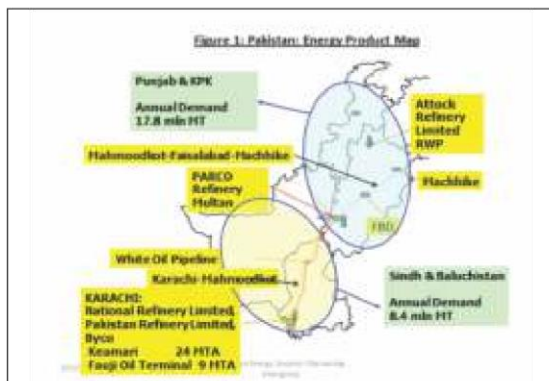 Figure 1: Pakistan: Energy Product Map
Punjab & KPK
Annual Demand
17.8 mln MT
Attock
Refinery
Limited
RWP
Mahmoodkot-Faisalabad-Machhike
PARCO
Refinery
Multan
Machhike
FBD
White Oil Pipeline
Karachi-Mahmoodkot
Sindh & Baluchistan
Annual Demand
8.4 mln MT
KARACHI:
National Refinery Limited,
Pakistan Refinery Limited,
Byco
Keamari 24 MTA
Fauji Oil Terminal 9 MTA